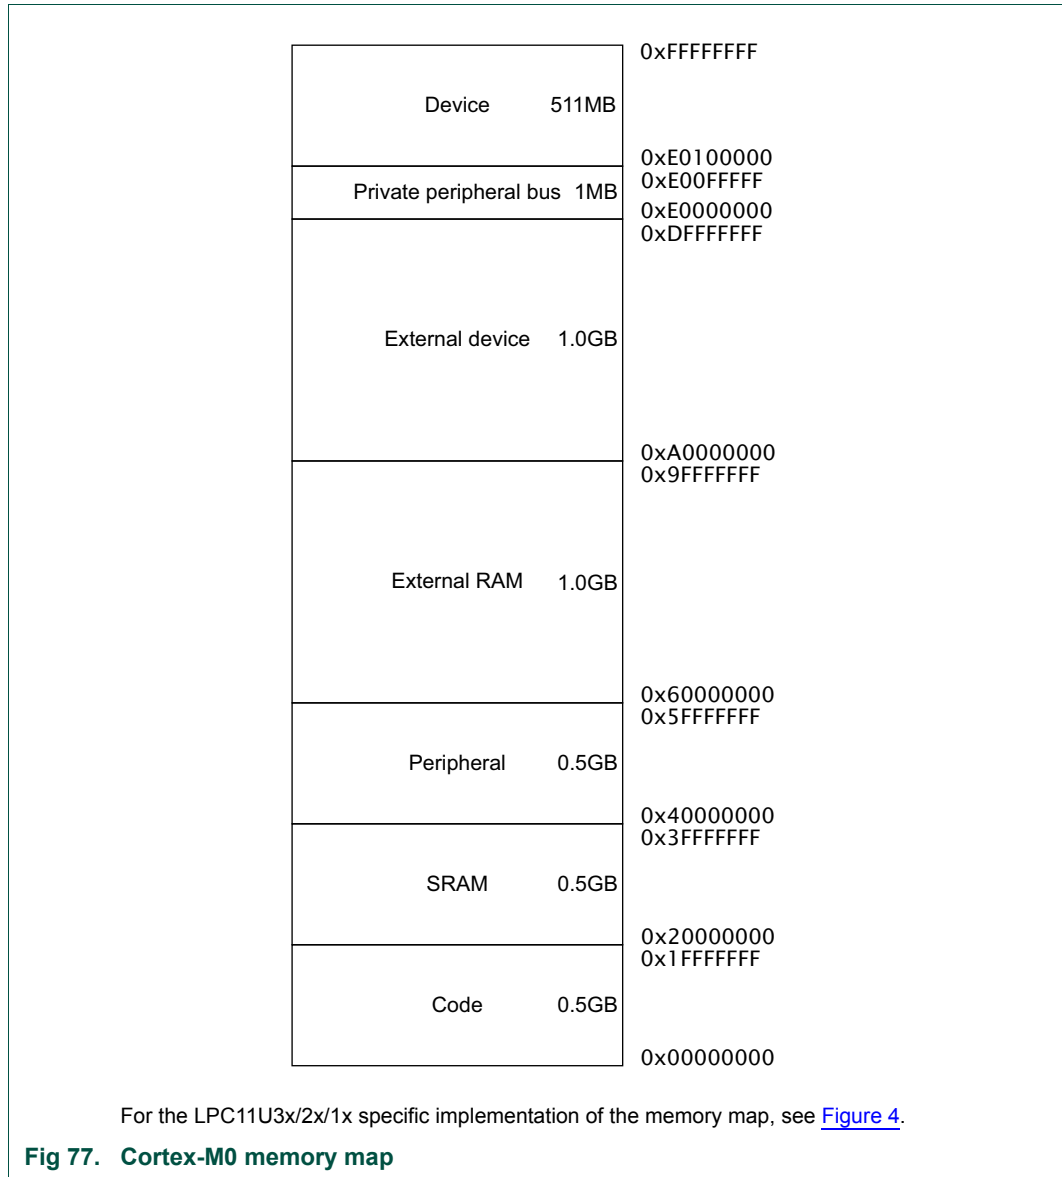 0xFFFFFFFF
Device 511MB
0xE0100000
0xE00FFFFF
Private peripheral bus 1MB
0xE0000000
0xDFFFFFFF
External device 1.0GB
0xA0000000
0x9FFFFFFF
External RAM 1.0GB
0x60000000
0x5FFFFFFF
Peripheral 0.5GB
0x40000000
0x3FFFFFFF
SRAM 0.5GB
0x20000000
0x1FFFFFFF
Code 0.5GB
0x00000000
For the LPC11U3x/2x/1x specific implementation of the memory map, see Figure 4.
Fig 77. Cortex-M0 memory map